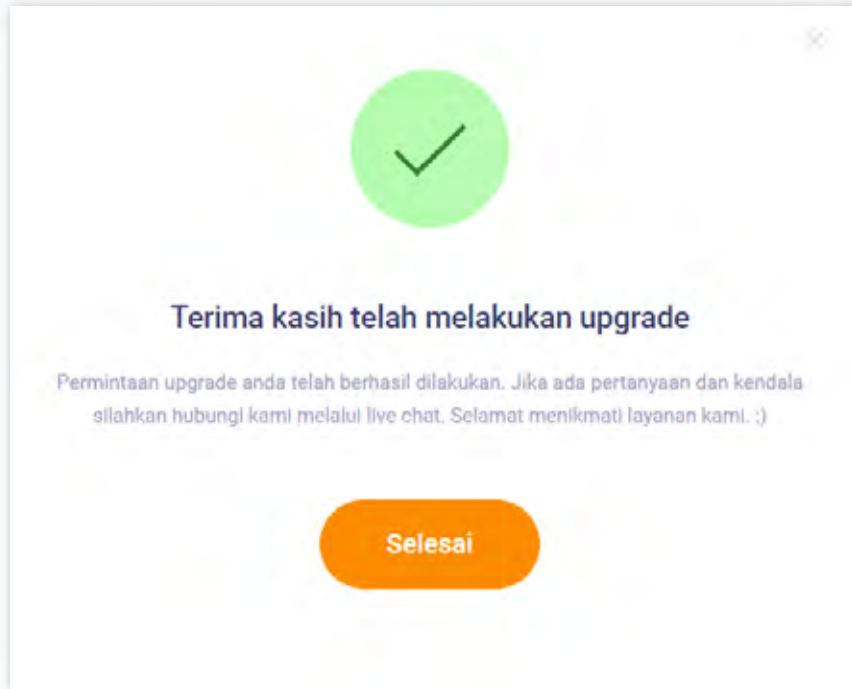 Terima kasih telah melakukan upgrade
Permintaan upgrade anda telah berhasil dilakukan. Jika ada pertanyaan dan kendala
silahkan hubungi kami melalui live chat. Selamat menikmati layanan kami. :)
Selesai